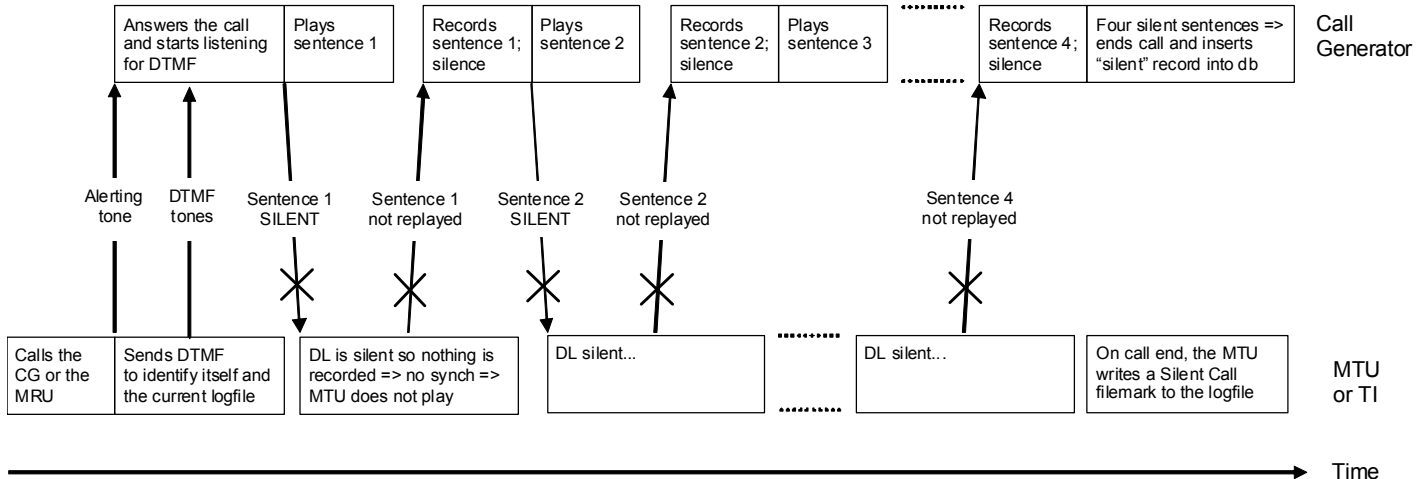 Answers the call
and starts listening
for DTMF
Plays
sentence 1
Records
sentence 1;
silence
Plays
sentence 2
Records
sentence 2;
silence
Plays
sentence 3
Records
sentence 4;
silence
Four silent sentences =>
ends call and inserts
“silent” record into db
Call
Generator
Alerting
tone
DTMF
tones
Sentence 1
SILENT
Sentence 1
not replayed
Sentence 2
SILENT
Sentence 2
not replayed
Sentence 4
not replayed
Calls the
CG or the
MRU
Sends DTMF
to identify itself and
the current logfile
DL is silent so nothing is
recorded => no synch =>
MTU does not play
DL silent...
DL silent...
On call end, the MTU
writes a Silent Call
filemark to the logfile
MTU
or TI
Time